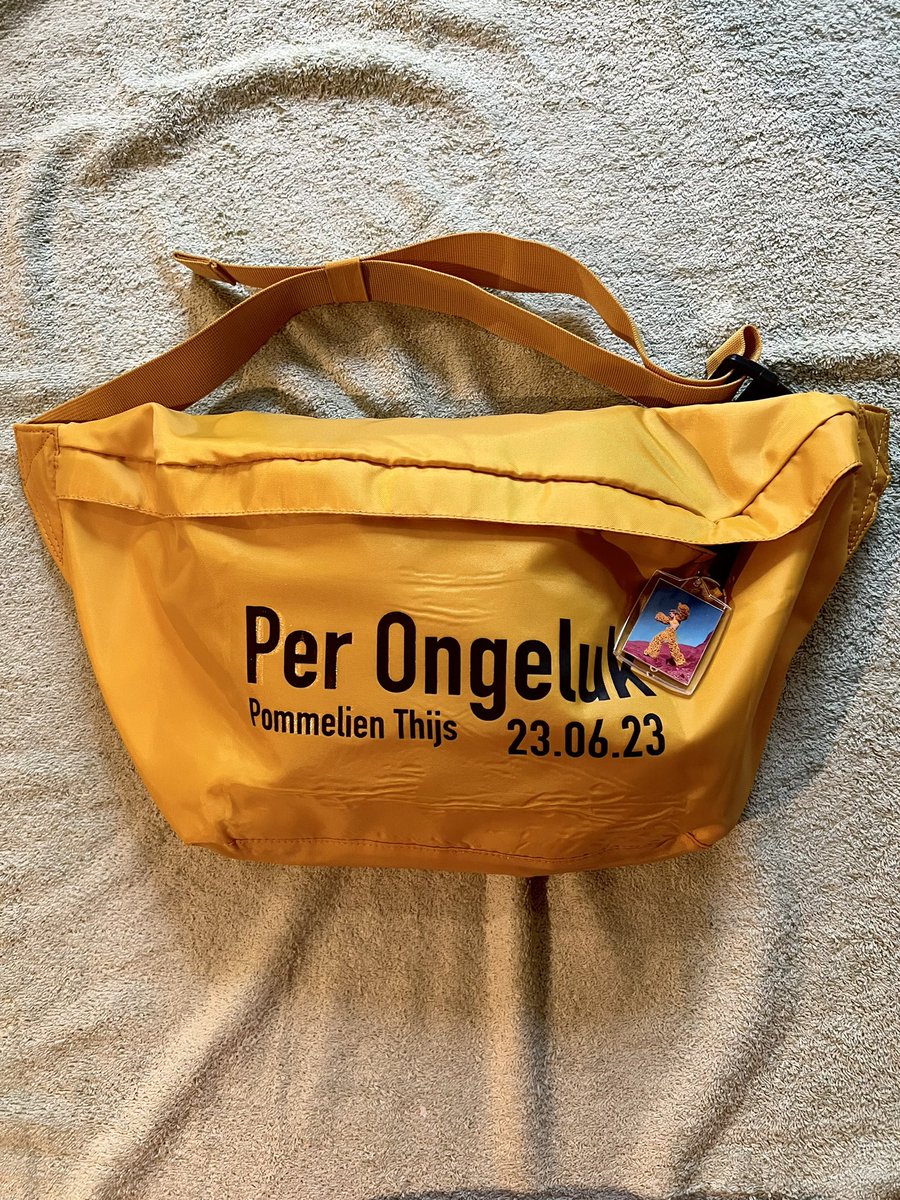 Per Ongeluk
Pommelien Thijs 23.06.23